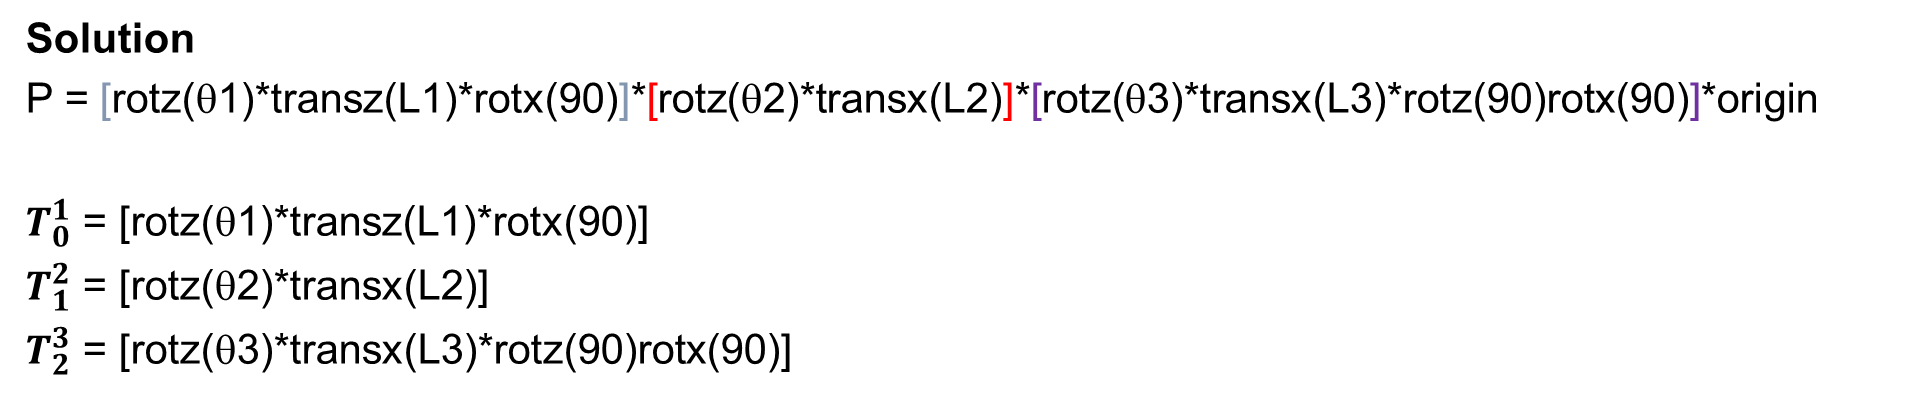 Solution
P = [rotz(θ1)*transz(L1)*rotx(90)]*[rotz(θ2)*transx(L2)]*[rotz(θ3)*transx(L3)*rotz(90)rotx(90)]*origin
T₀¹ = [rotz(θ1)*transz(L1)*rotx(90)]
T₁² = [rotz(θ2)*transx(L2)]
T₂³ = [rotz(θ3)*transx(L3)*rotz(90)rotx(90)]